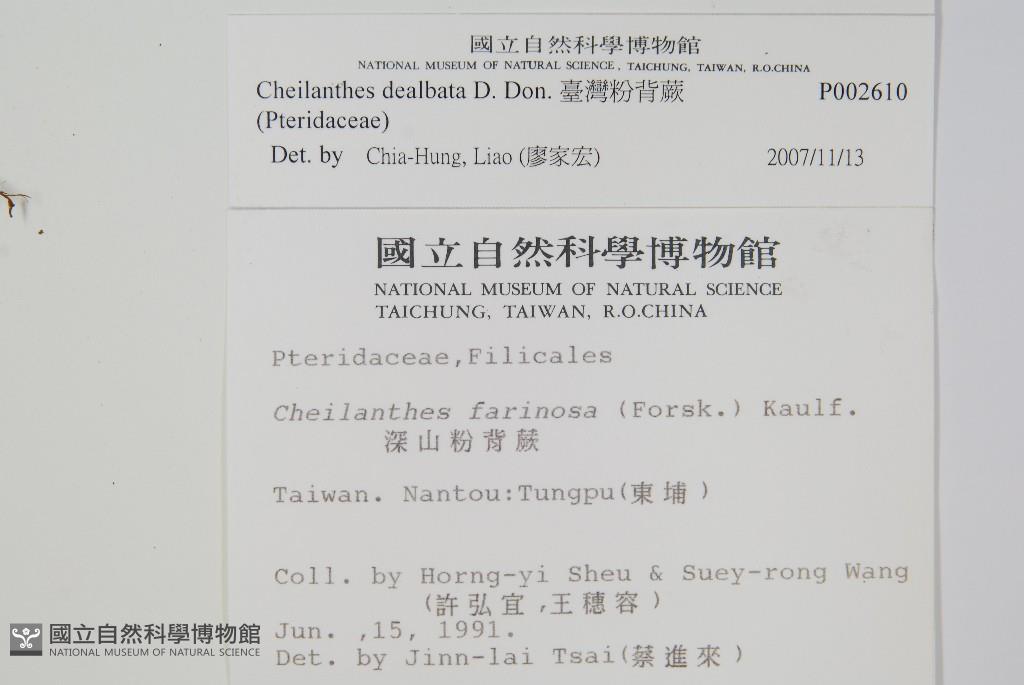 國立自然科學博物館
NATIONAL MUSEUM OF NATURAL SCIENCE, TAICHUNG, TAIWAN, R.O.CHINA
Cheilanthes dealbata D. Don. 臺灣粉背蕨 P002610
(Pteridaceae)
Det. by Chia-Hung, Liao (廖家宏) 2007/11/13
國立自然科學博物館
NATIONAL MUSEUM OF NATURAL SCIENCE
TAICHUNG, TAIWAN, R.O.CHINA
Pteridaceae,Filicales
Cheilanthes farinosa (Forsk.) Kaulf.
深山粉背蕨
Taiwan. Nantou:Tungpu(東埔)
Coll. by Horng-yi Sheu & Suey-rong Wang
(許弘宜,王穗容)
Jun. ,15, 1991.
Det. by Jinn-lai Tsai(蔡進來)
國立自然科學博物館
NATIONAL MUSEUM OF NATURAL SCIENCE